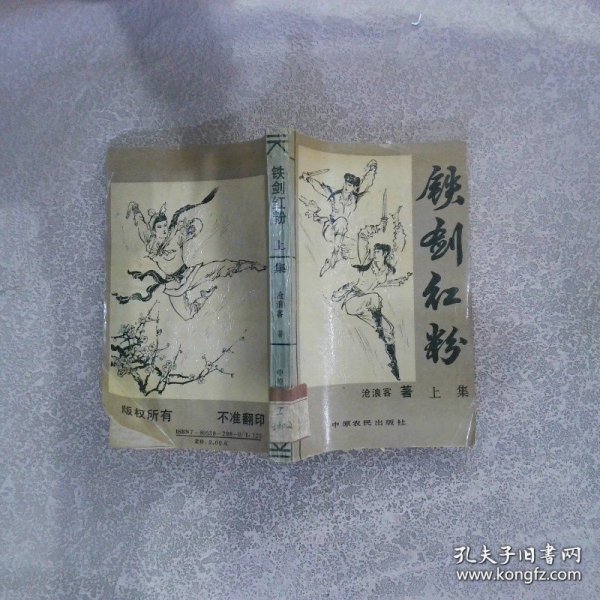 铁剑红粉
沧浪客 著 上集
中原农民出版社
铁剑红粉
上
集
沧浪客 著
中原
版权所有 不准翻印
孔夫子旧书网
www.kongfz.com